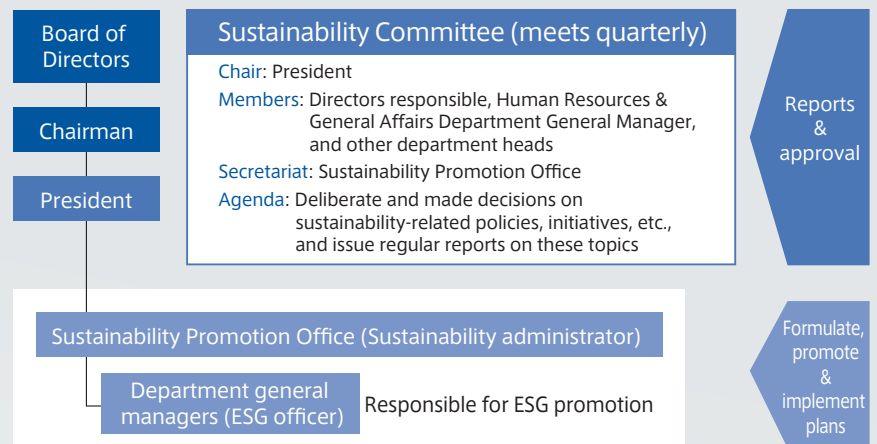 Board of
Directors
Chairman
President
Sustainability Committee (meets quarterly)
Chair: President
Members: Directors responsible, Human Resources &
General Affairs Department General Manager,
and other department heads
Secretariat: Sustainability Promotion Office
Agenda: Deliberate and made decisions on
sustainability-related policies, initiatives, etc.,
and issue regular reports on these topics
Reports
&
approval
Sustainability Promotion Office (Sustainability administrator)
Department general
managers (ESG officer)
Responsible for ESG promotion
Formulate,
promote
&
implement
plans